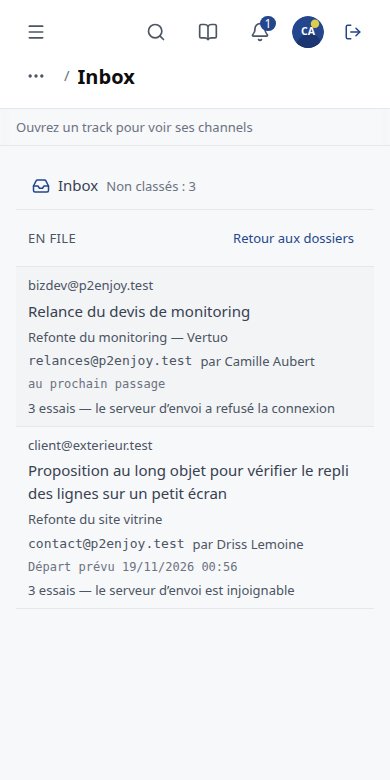 1
CA
/ Inbox
Ouvrez un track pour voir ses channels
Inbox Non classés : 3
EN FILE Retour aux dossiers
bizdev@p2enjoy.test
Relance du devis de monitoring
Refonte du monitoring — Vertuo
relances@p2enjoy.test par Camille Aubert
au prochain passage
3 essais — le serveur d’envoi a refusé la connexion
client@exterieur.test
Proposition au long objet pour vérifier le repli
des lignes sur un petit écran
Refonte du site vitrine
contact@p2enjoy.test par Driss Lemoine
Départ prévu 19/11/2026 00:56
3 essais — le serveur d’envoi est injoignable